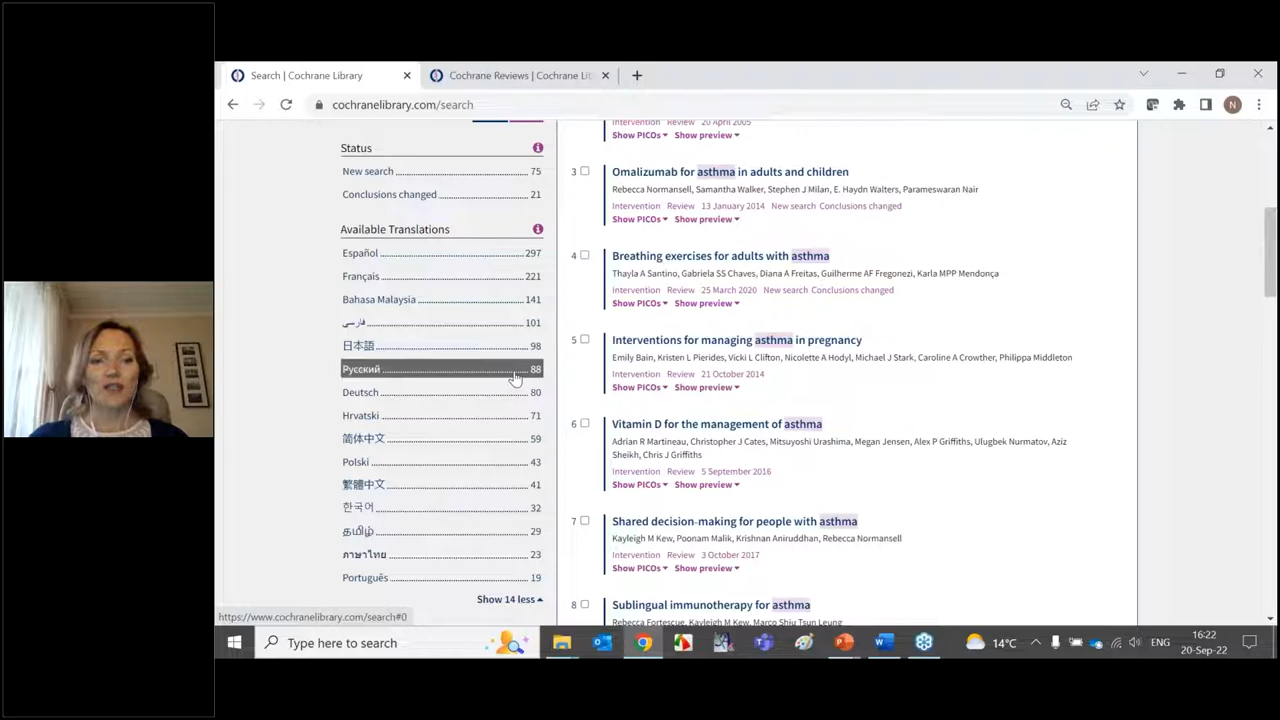 Search | Cochrane Library
Cochrane Reviews | Cochrane Lib
cochranelibrary.com/search
N
Status
New search 75
Conclusions changed 21
Available Translations
Español 297
Français 221
Bahasa Malaysia 141
فارسی 101
日本語 98
Русский 88
Deutsch 80
Hrvatski 71
简体中文 59
Polski 43
繁體中文 41
한국어 32
தமிழ் 29
ภาษาไทย 23
Português 19
Show 14 less
https://www.cochranelibrary.com/search#0
Intervention Review 20 April 2005
Show PICOs Show preview
3 Omalizumab for asthma in adults and children
Rebecca Normansell, Samantha Walker, Stephen J Milan, E. Haydn Walters, Parameswaran Nair
Intervention Review 13 January 2014 New search Conclusions changed
Show PICOs Show preview
4 Breathing exercises for adults with asthma
Thayla A Santino, Gabriela SS Chaves, Diana A Freitas, Guilherme AF Fregonezi, Karla MPP Mendonça
Intervention Review 25 March 2020 New search Conclusions changed
Show PICOs Show preview
5 Interventions for managing asthma in pregnancy
Emily Bain, Kristen L Pierides, Vicki L Clifton, Nicolette A Hodyl, Michael J Stark, Caroline A Crowther, Philippa Middleton
Intervention Review 21 October 2014
Show PICOs Show preview
6 Vitamin D for the management of asthma
Adrian R Martineau, Christopher J Cates, Mitsuyoshi Urashima, Megan Jensen, Alex P Griffiths, Ulugbek Nurmatov, Aziz
Sheikh, Chris J Griffiths
Intervention Review 5 September 2016
Show PICOs Show preview
7 Shared decision-making for people with asthma
Kayleigh M Kew, Poonam Malik, Krishnan Aniruddhan, Rebecca Normansell
Intervention Review 3 October 2017
Show PICOs Show preview
8 Sublingual immunotherapy for asthma
Rebecca Fortescue, Kayleigh M Kew, Marco Shiu Tsun Leung
Type here to search
14°C
ENG
16:22
20-Sep-22